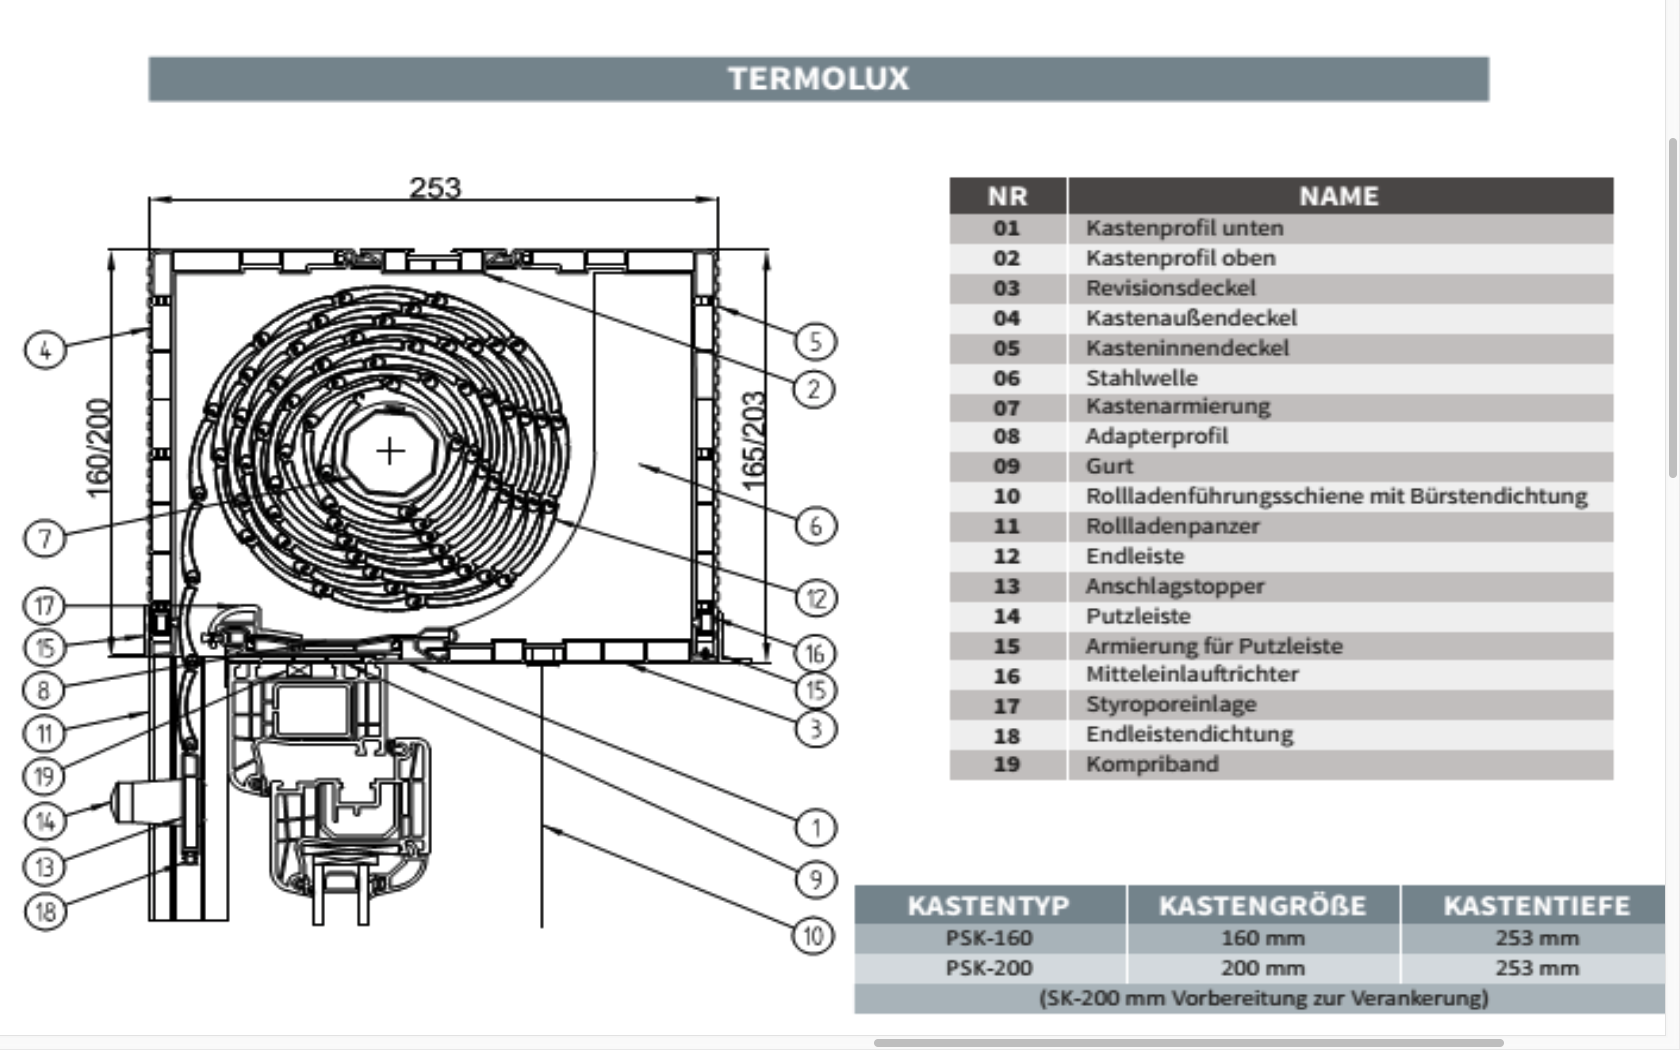 TERMOLUX
253
160/200
165/203
4
7
17
15
8
11
19
14
13
18
5
2
6
12
16
15
3
1
9
10
NR NAME
01 Kastenprofil unten
02 Kastenprofil oben
03 Revisionsdeckel
04 Kastenaußendeckel
05 Kasteninnendeckel
06 Stahlwelle
07 Kastenarmierung
08 Adapterprofil
09 Gurt
10 Rollladenführungsschiene mit Bürstendichtung
11 Rollladenpanzer
12 Endleiste
13 Anschlagstopper
14 Putzleiste
15 Armierung für Putzleiste
16 Mitteleinlauftrichter
17 Styroporeinlage
18 Endleistendichtung
19 Kompriband
KASTENTYP KASTENGRÖßE KASTENTIEFE
PSK-160 160 mm 253 mm
PSK-200 200 mm 253 mm
(SK-200 mm Vorbereitung zur Verankerung)